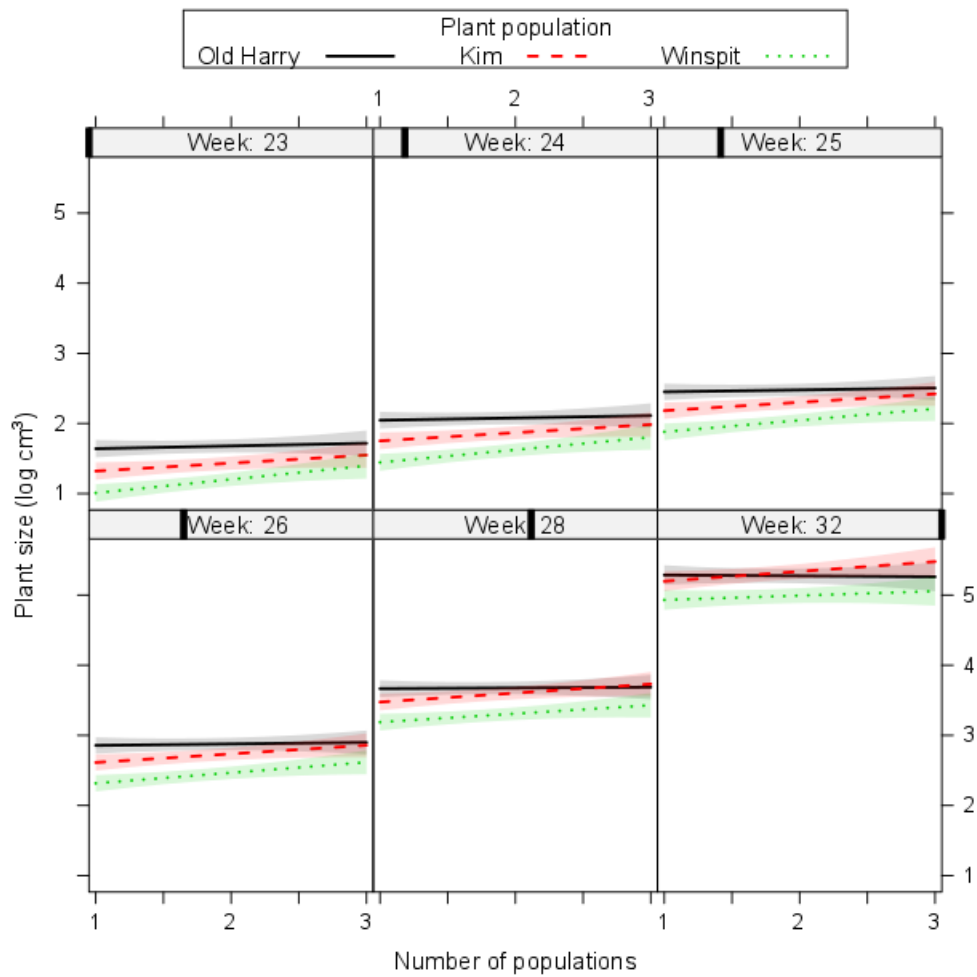 Plant population
Old Harry Kim Winspit
1 2 3
Week: 23 Week: 24 Week: 25
5
4
3
2
1
Week: 26 Week 28 Week: 32
5
4
3
2
1
1 2 3 1 2 3
Plant size (log cm³)
Number of populations